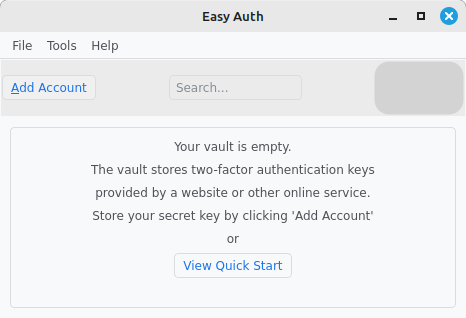 Easy Auth
File Tools Help
Add Account
Search...
Your vault is empty.
The vault stores two-factor authentication keys
provided by a website or other online service.
Store your secret key by clicking 'Add Account'
or
View Quick Start